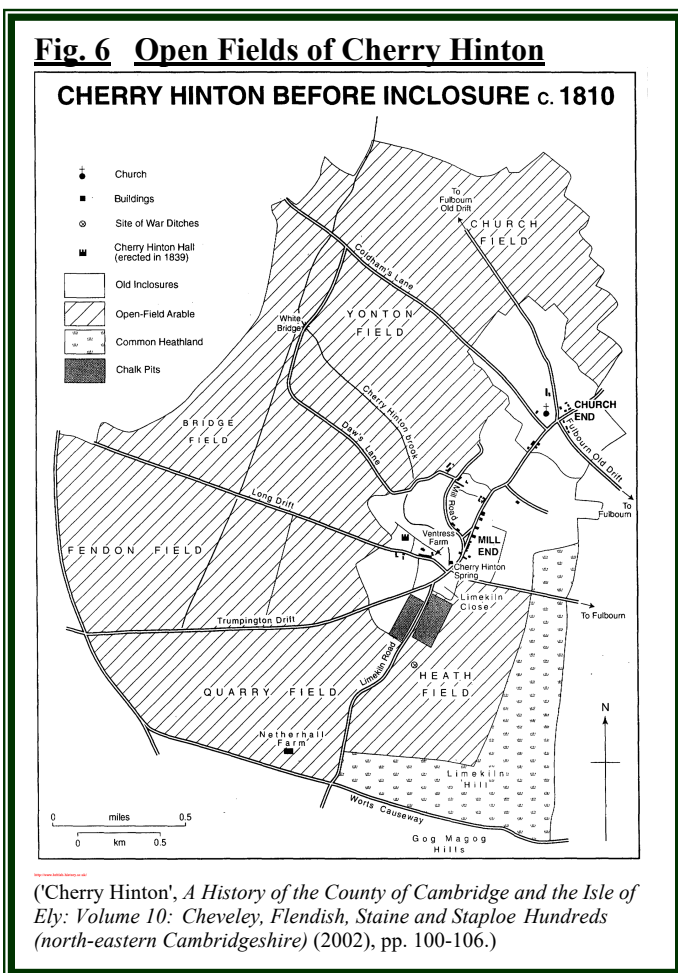 Fig. 6 Open Fields of Cherry Hinton
CHERRY HINTON BEFORE INCLOSURE c. 1810
Church
Buildings
Site of War Ditches
Cherry Hinton Hall
(erected in 1839)
Old Inclosures
Open-Field Arable
Common Heathland
Chalk Pits
To
Fulbourn
Old Drift
CHURCH
FIELD
Coldham's Lane
YONTON
FIELD
White
Bridge
Cherry Hinton brook
Daw's Lane
BRIDGE
FIELD
CHURCH
END
Fulbourn Old Drift
To
Fulbourn
Long Drift
Mill Road
Ventress
Farm
MILL
END
Cherry Hinton
Spring
FENDON FIELD
Limekiln
Close
To Fulbourn
Trumpington Drift
Limekiln Road
HEATH
FIELD
QUARRY FIELD
Netherhall
Farm
N
Limekiln
Hill
Worts Causeway
Gog Magog
Hills
0 miles 0.5
0 km 0.5
('Cherry Hinton', A History of the County of Cambridge and the Isle of
Ely: Volume 10: Cheveley, Flendish, Staine and Staploe Hundreds
(north-eastern Cambridgeshire) (2002), pp. 100-106.)